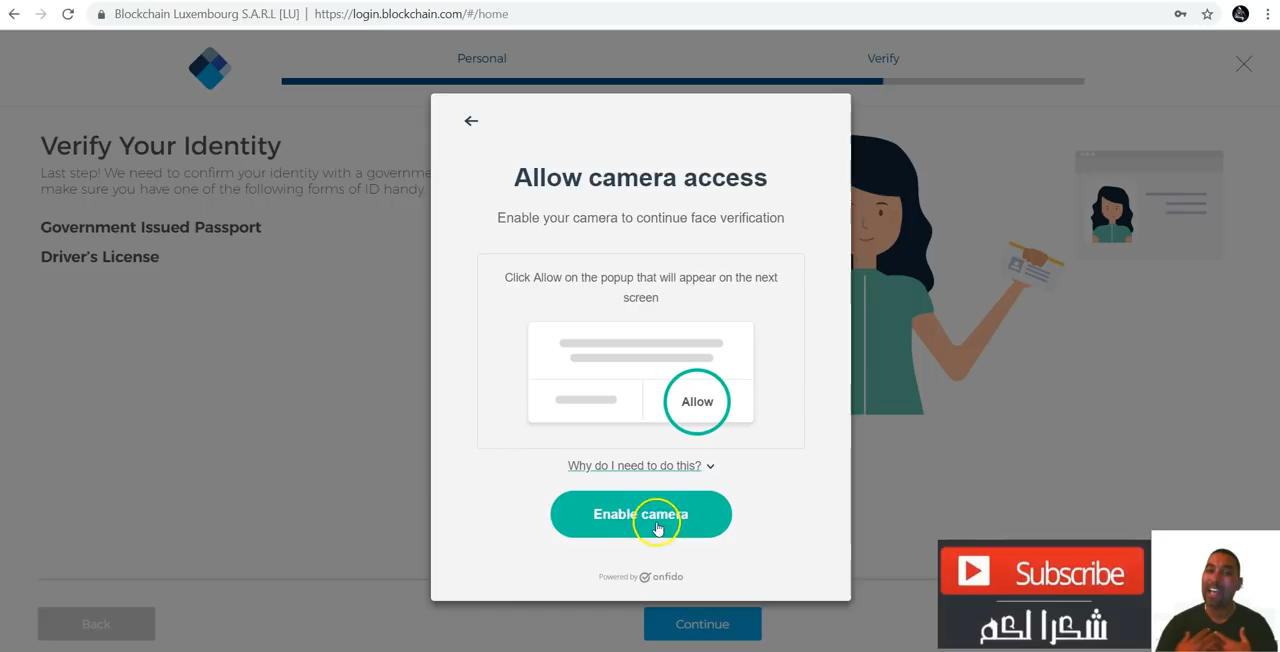 Blockchain Luxembourg S.A.R.L [LU] | https://login.blockchain.com/#/home
Personal
Verify
Verify Your Identity
Last step! We need to confirm your identity with a governme
make sure you have one of the following forms of ID handy
Government Issued Passport
Driver's License
Allow camera access
Enable your camera to continue face verification
Click Allow on the popup that will appear on the next
screen
Allow
Why do I need to do this?
Enable camera
Powered by onfido
Back
Continue
Subscribe
شكرا لكم